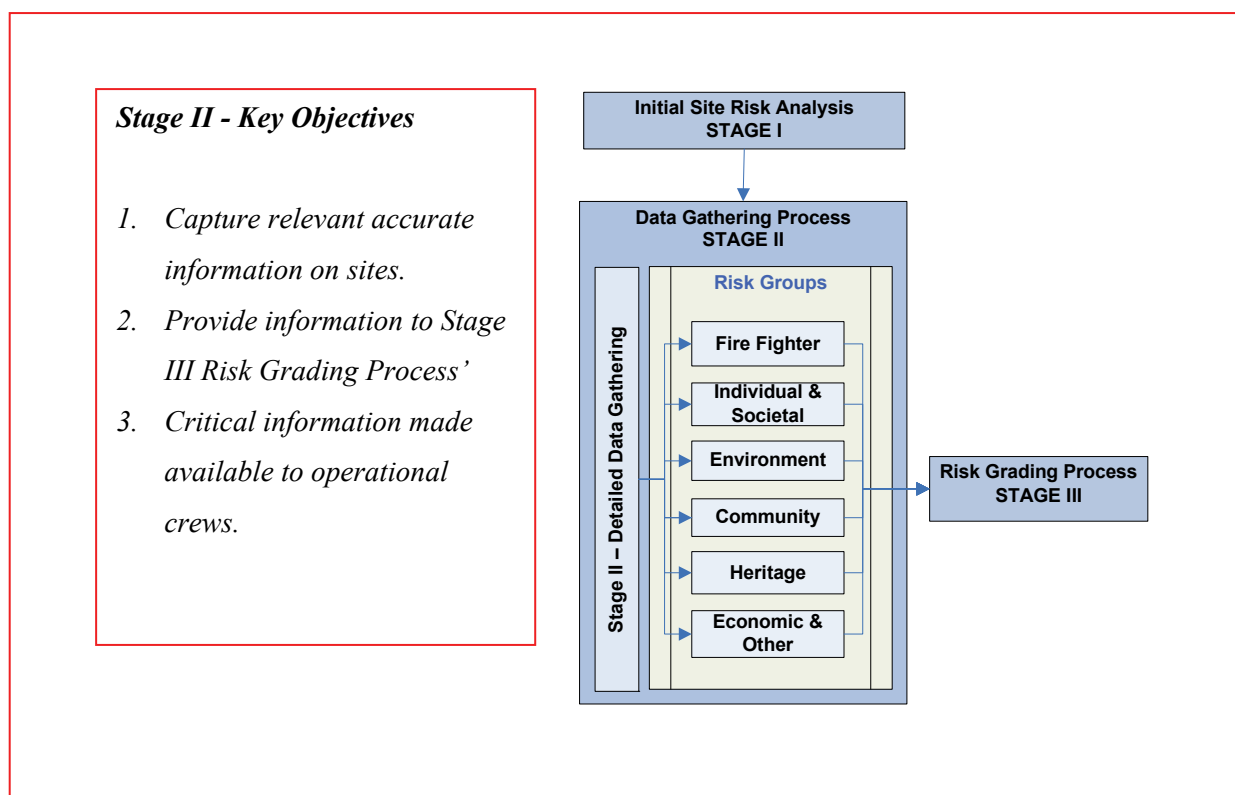 Stage II - Key Objectives
1. Capture relevant accurate
information on sites.
2. Provide information to Stage
III Risk Grading Process’
3. Critical information made
available to operational
crews.
Initial Site Risk Analysis
STAGE I
Data Gathering Process
STAGE II
Stage II – Detailed Data Gathering
Risk Groups
Fire Fighter
Individual &
Societal
Environment
Community
Heritage
Economic &
Other
Risk Grading Process
STAGE III